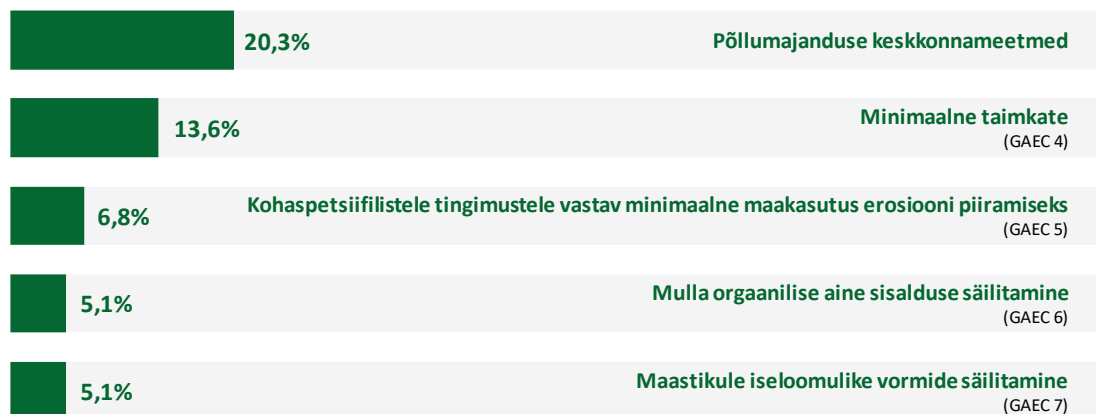 20,3% Põllumajanduse keskkonnameetmed
13,6% Minimaalne taimkate
(GAEC 4)
6,8% Kohaspetsiifilistele tingimustele vastav minimaalne maakasutus erosiooni piiramiseks
(GAEC 5)
5,1% Mulla orgaanilise aine sisalduse säilitamine
(GAEC 6)
5,1% Maastikule iseloomulike vormide säilitamine
(GAEC 7)